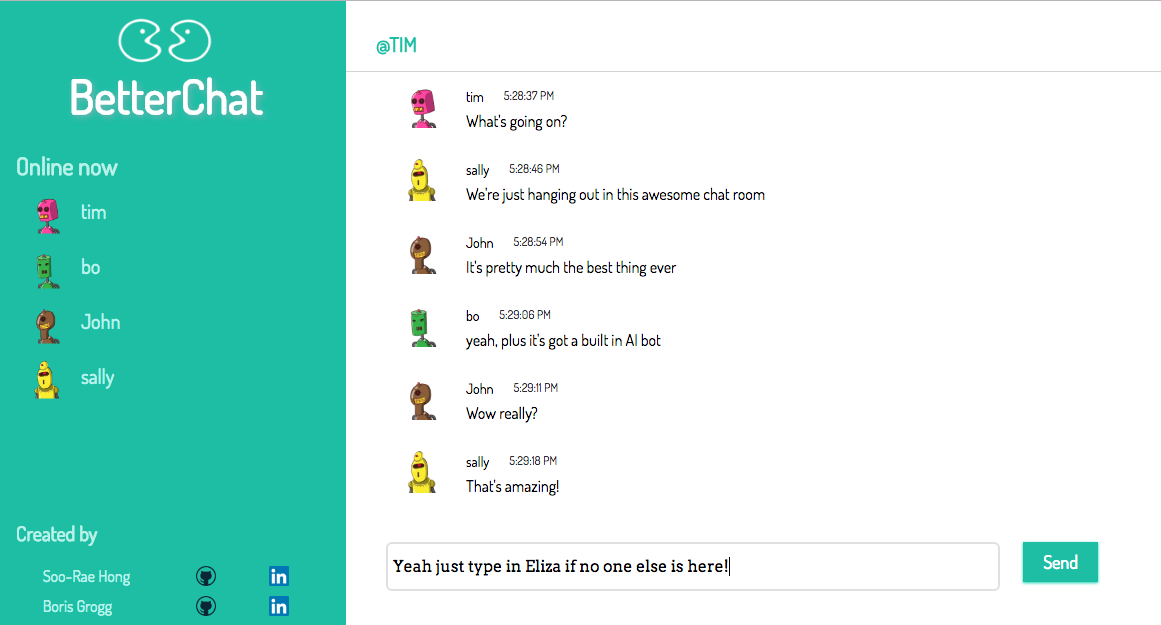 BetterChat
Online now
tim
bo
John
sally
Created by
Soo-Rae Hong
in
Boris Grogg
in
@TIM
tim 5:28:37 PM
What's going on?
sally 5:28:46 PM
We're just hanging out in this awesome chat room
John 5:28:54 PM
It's pretty much the best thing ever
bo 5:29:06 PM
yeah, plus it's got a built in AI bot
John 5:29:11 PM
Wow really?
sally 5:29:18 PM
That's amazing!
Yeah just type in Eliza if no one else is here!
Send